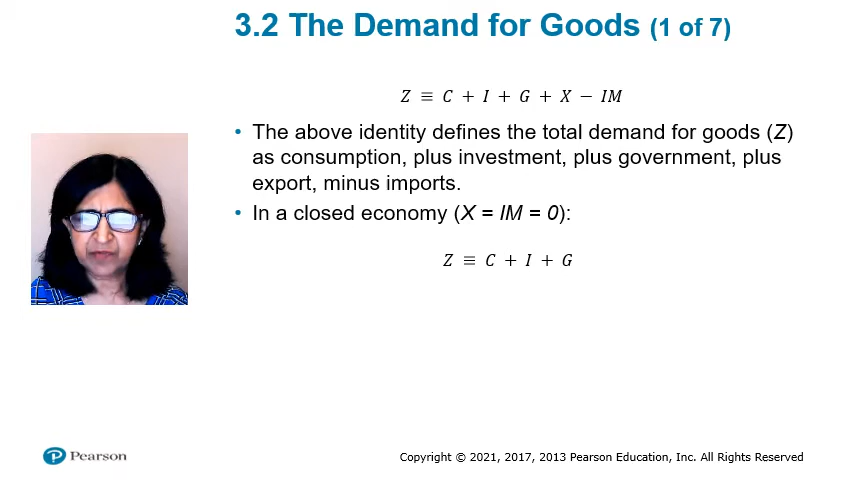 3.2 The Demand for Goods (1 of 7)
Z ≡ C + I + G + X − IM
• The above identity defines the total demand for goods (Z)
as consumption, plus investment, plus government, plus
export, minus imports.
• In a closed economy (X = IM = 0):
Z ≡ C + I + G
P Pearson
Copyright © 2021, 2017, 2013 Pearson Education, Inc. All Rights Reserved